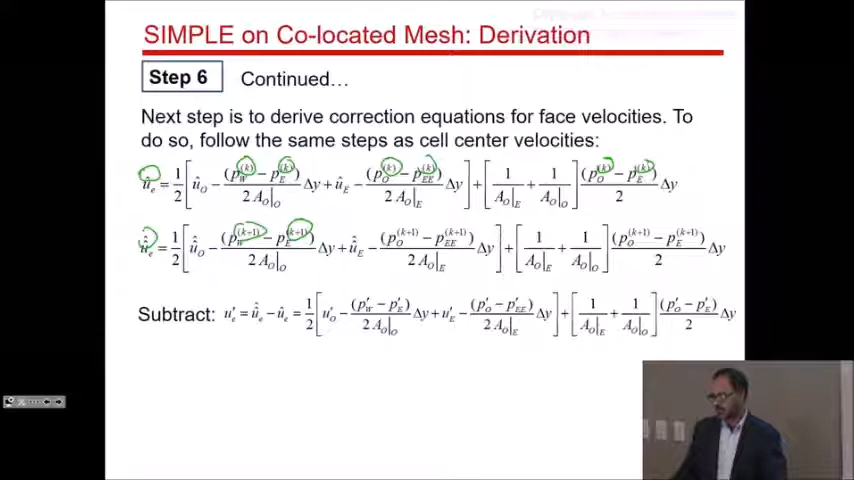 SIMPLE on Co-located Mesh: Derivation
Step 6 Continued…
Next step is to derive correction equations for face velocities. To
do so, follow the same steps as cell center velocities:
û_e = 1/2 [ û_O − (p_W^(k) − p_E^(k)) / (2 A_O|_O) Δy + û_E − (p_O^(k) − p_EE^(k)) / (2 A_O|_E) Δy ] + [ 1/A_O|_E + 1/A_O|_O ] (p_O^(k) − p_E^(k)) / 2 Δy
û̂_e = 1/2 [ û̂_O − (p_W^(k+1) − p_E^(k+1)) / (2 A_O|_O) Δy + û̂_E − (p_O^(k+1) − p_EE^(k+1)) / (2 A_O|_E) Δy ] + [ 1/A_O|_E + 1/A_O|_O ] (p_O^(k+1) − p_E^(k+1)) / 2 Δy
Subtract: u′_e = û̂_e − û_e = 1/2 [ u′_O − (p′_W − p′_E) / (2 A_O|_O) Δy + u′_E − (p′_O − p′_EE) / (2 A_O|_E) Δy ] + [ 1/A_O|_E + 1/A_O|_O ] (p′_O − p′_E) / 2 Δy